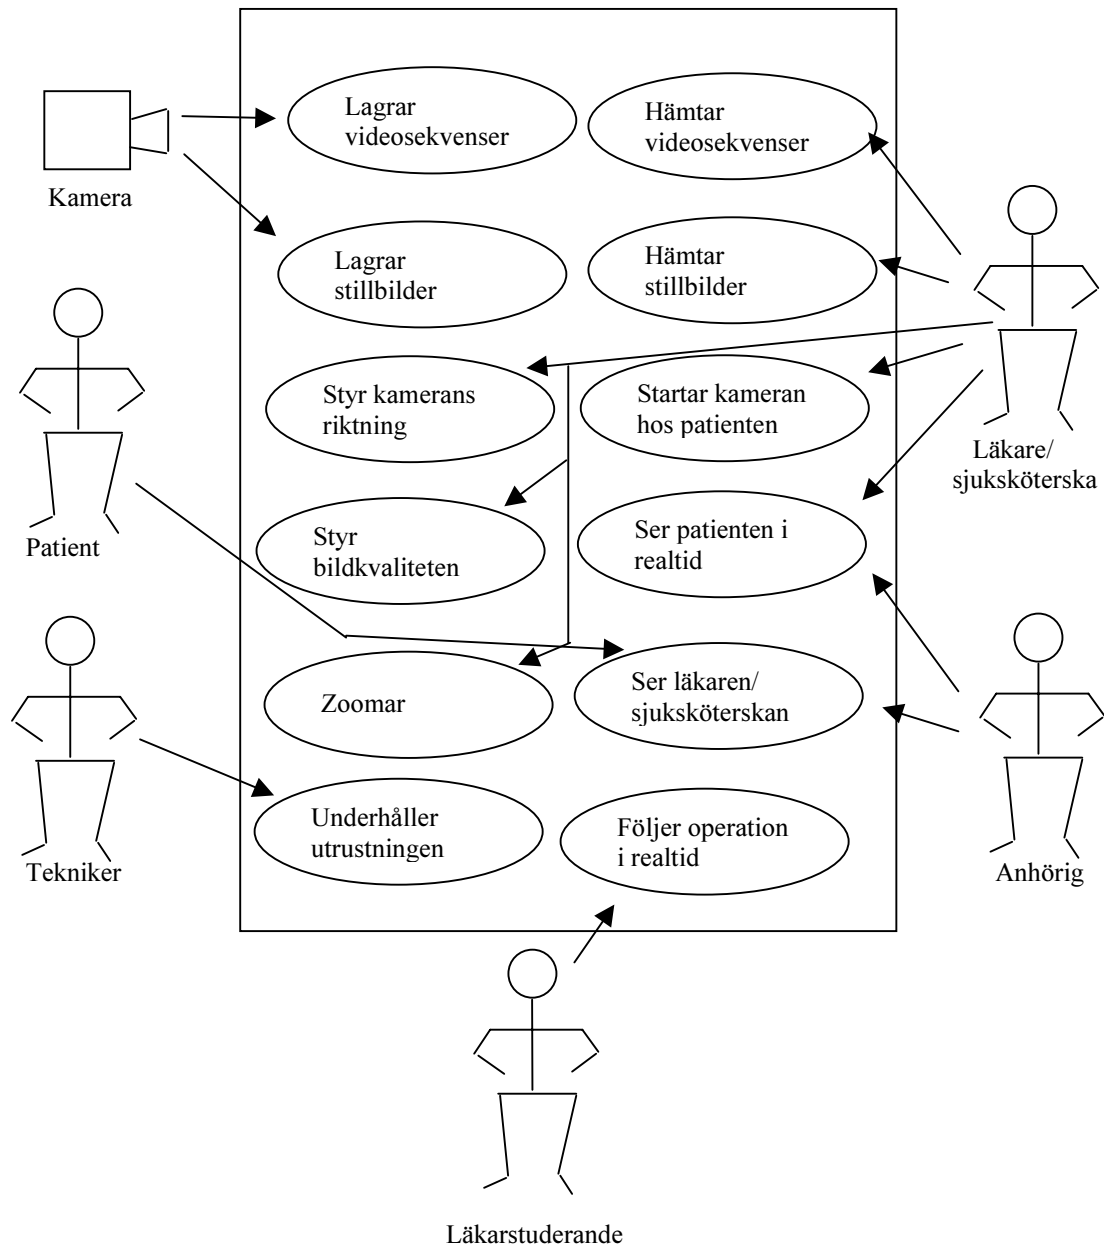 Lagrar
videosekvenser
Hämtar
videosekvenser
Kamera
Lagrar
stillbilder
Hämtar
stillbilder
Styr kamerans
riktning
Startar kameran
hos patienten
Läkare/
sjuksköterska
Patient
Styr
bildkvaliteten
Ser patienten i
realtid
Zoomar
Ser läkaren/
sjuksköterskan
Tekniker
Underhåller
utrustningen
Följer operation
i realtid
Anhörig
Läkarstuderande